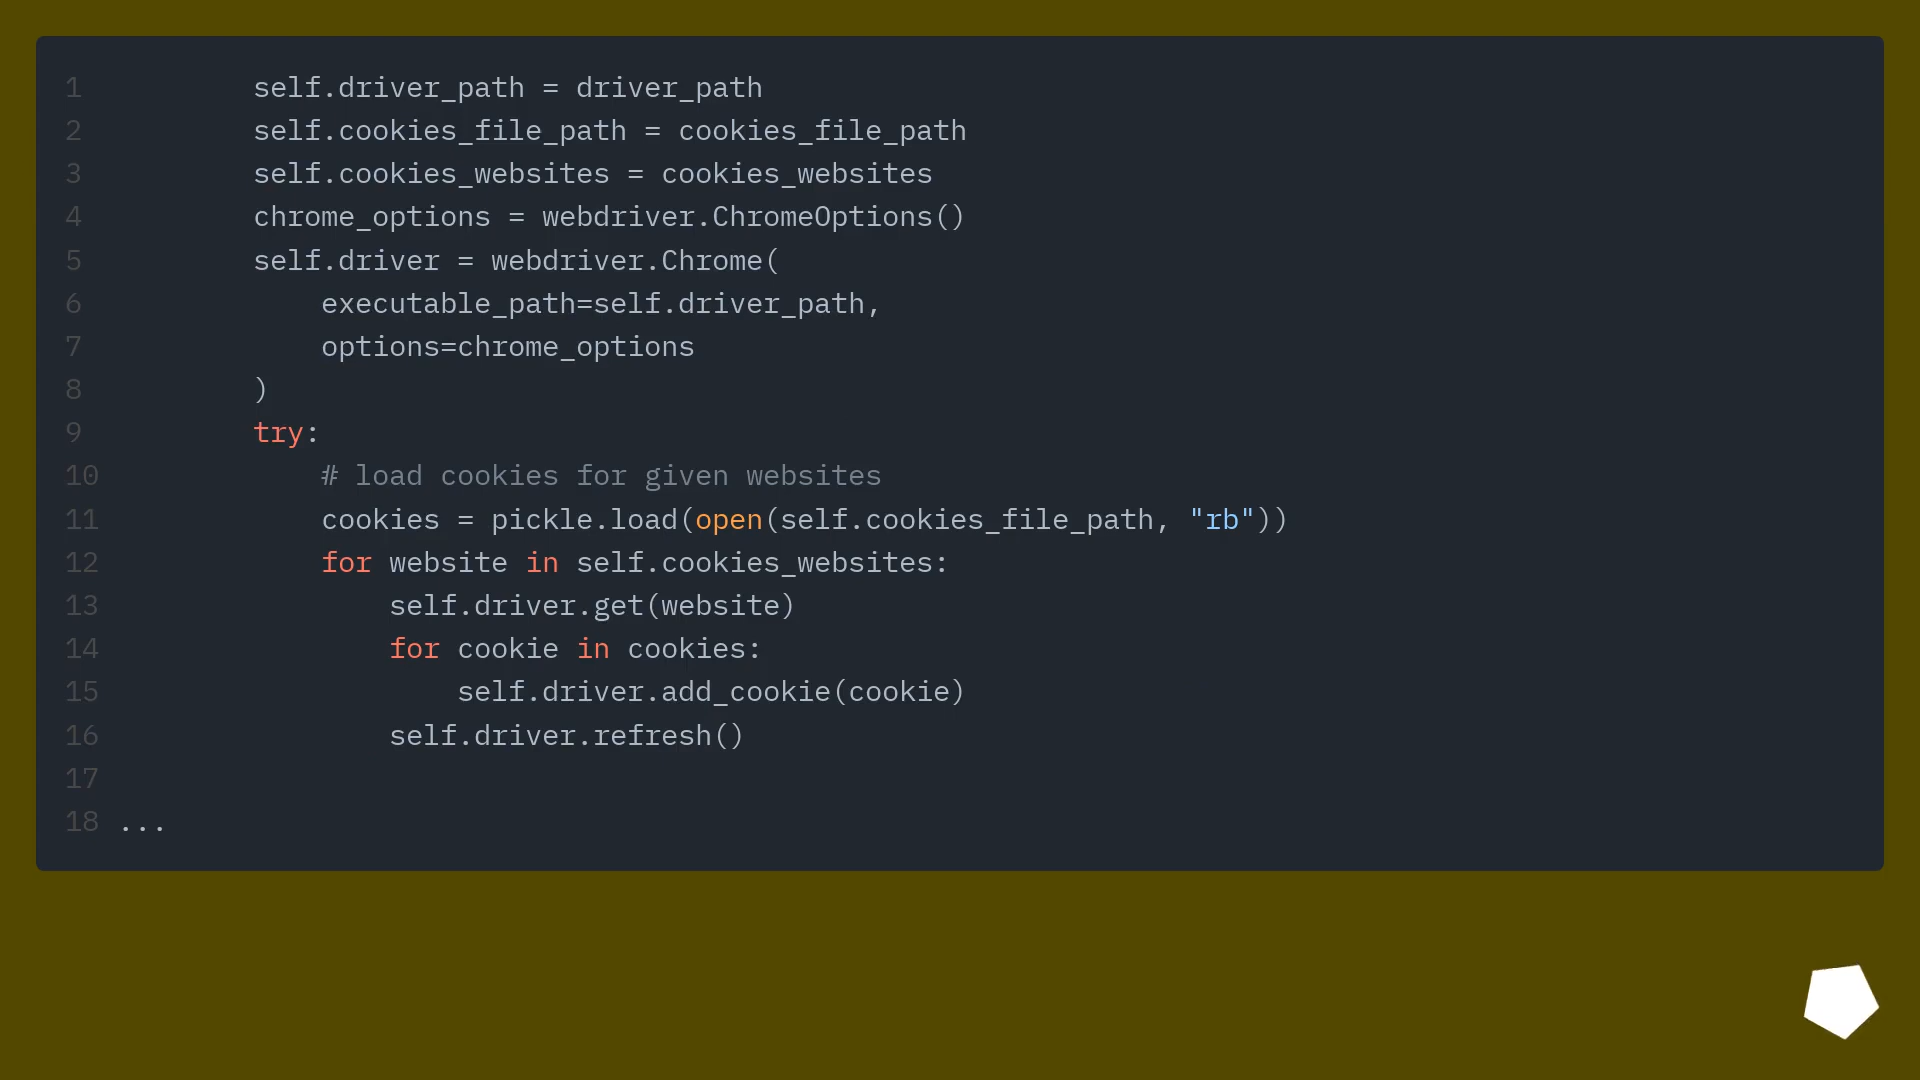 1         self.driver_path = driver_path
2         self.cookies_file_path = cookies_file_path
3         self.cookies_websites = cookies_websites
4         chrome_options = webdriver.ChromeOptions()
5         self.driver = webdriver.Chrome(
6             executable_path=self.driver_path,
7             options=chrome_options
8         )
9         try:
10             # load cookies for given websites
11             cookies = pickle.load(open(self.cookies_file_path, "rb"))
12             for website in self.cookies_websites:
13                 self.driver.get(website)
14                 for cookie in cookies:
15                     self.driver.add_cookie(cookie)
16                 self.driver.refresh()
17
18 ...